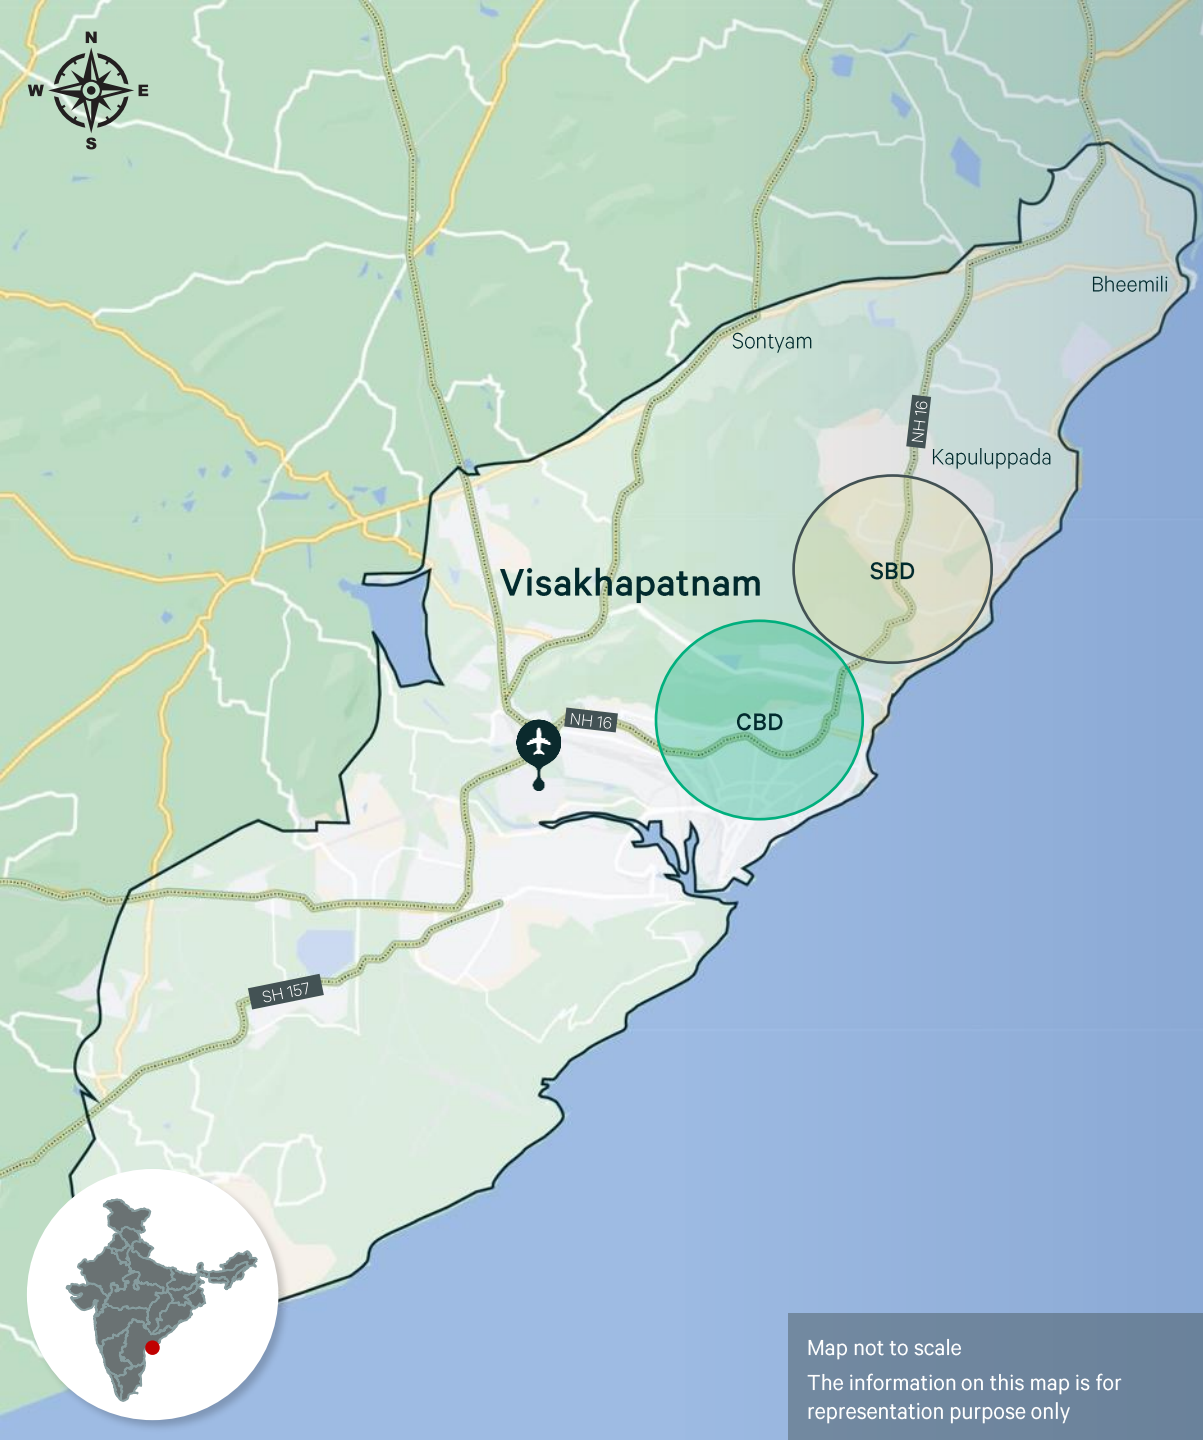 N
W E
S
Bheemili
Sontyam
NH 16
Kapuluppada
SBD
Visakhapatnam
NH 16
CBD
SH 157
Map not to scale
The information on this map is for
representation purpose only